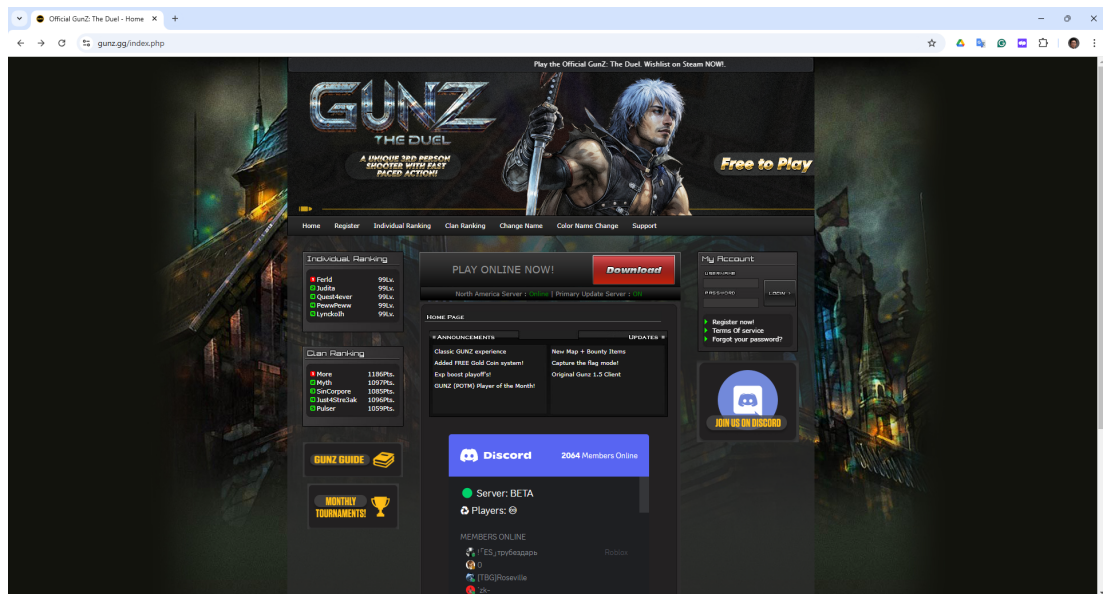 Official GunZ: The Duel - Home
gunz.gg/index.php
Play the Official GunZ: The Duel. Wishlist on Steam NOW!.
GUNZ
THE DUEL
A UNIQUE 3RD PERSON
SHOOTER WITH FAST
PACED ACTION!
Free to Play
Home Register Individual Ranking Clan Ranking Change Name Color Name Change Support
Individual Ranking
Ferld 99Lv.
Judita 99Lv.
Quest4ever 99Lv.
PewwPeww 99Lv.
Lynckolh 99Lv.
Clan Ranking
More 1186Pts.
Myth 1097Pts.
SinCorpore 1085Pts.
Just4Stre3ak 1096Pts.
Pulser 1059Pts.
GUNZ GUIDE
MONTHLY
TOURNAMENTS!
PLAY ONLINE NOW!
Download
North America Server : Online | Primary Update Server : ON
HOME PAGE
ANNOUNCEMENTS
Classic GUNZ experience
Added FREE Gold Coin system!
Exp boost playoff's!
GUNZ (POTM) Player of the Month!
UPDATES
New Map + Bounty Items
Capture the flag mode!
Original Gunz 1.5 Client
Discord 2064 Members Online
Server: BETA
Players:
MEMBERS ONLINE
!「ES」трубездарь Roblox
0
[TBG]Roseville
'zk-
My Account
USERNAME
PASSWORD
LOGIN
Register now!
Terms Of service
Forgot your password?
JOIN US ON DISCORD